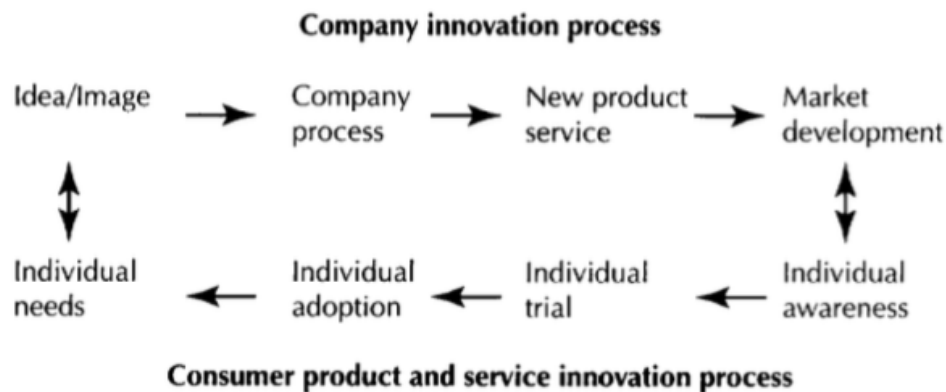 Company innovation process
Idea/Image
Company
process
New product
service
Market
development
Individual
needs
Individual
adoption
Individual
trial
Individual
awareness
Consumer product and service innovation process